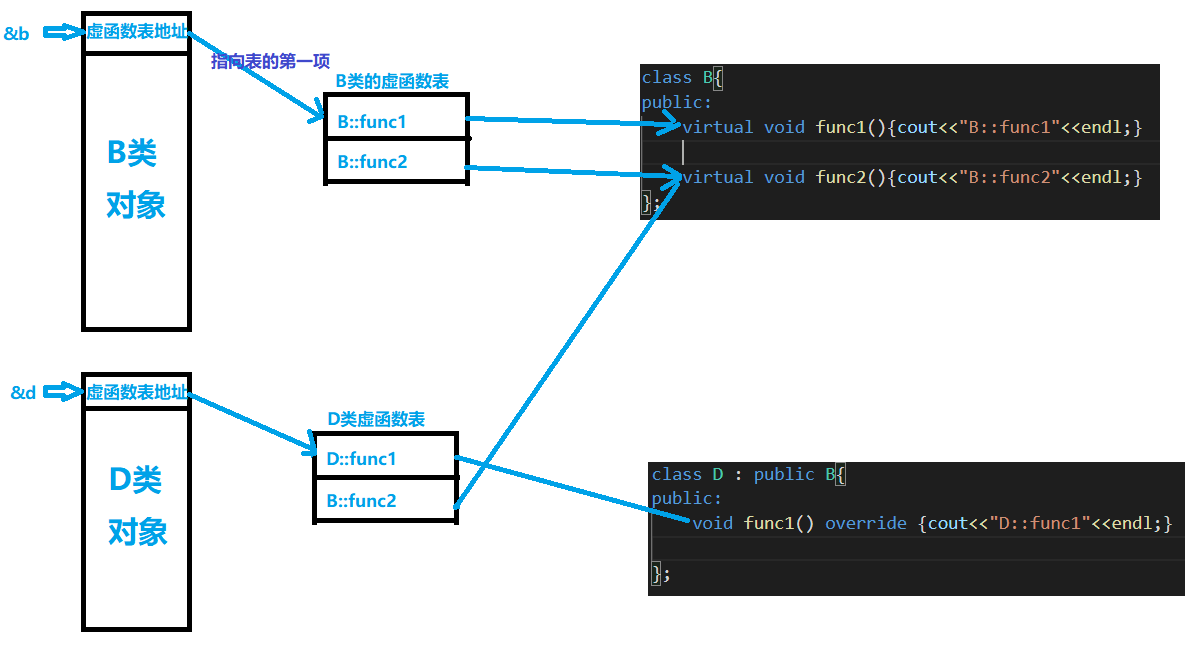 &b
虚函数表地址
指向表的第一项
B类的虚函数表
B::func1
B::func2
B类
对象
class B{
public:
virtual void func1(){cout<<"B::func1"<<endl;}
virtual void func2(){cout<<"B::func2"<<endl;}
};
&d
虚函数表地址
D类虚函数表
D::func1
B::func2
D类
对象
class D : public B{
public:
void func1() override {cout<<"D::func1"<<endl;}
};